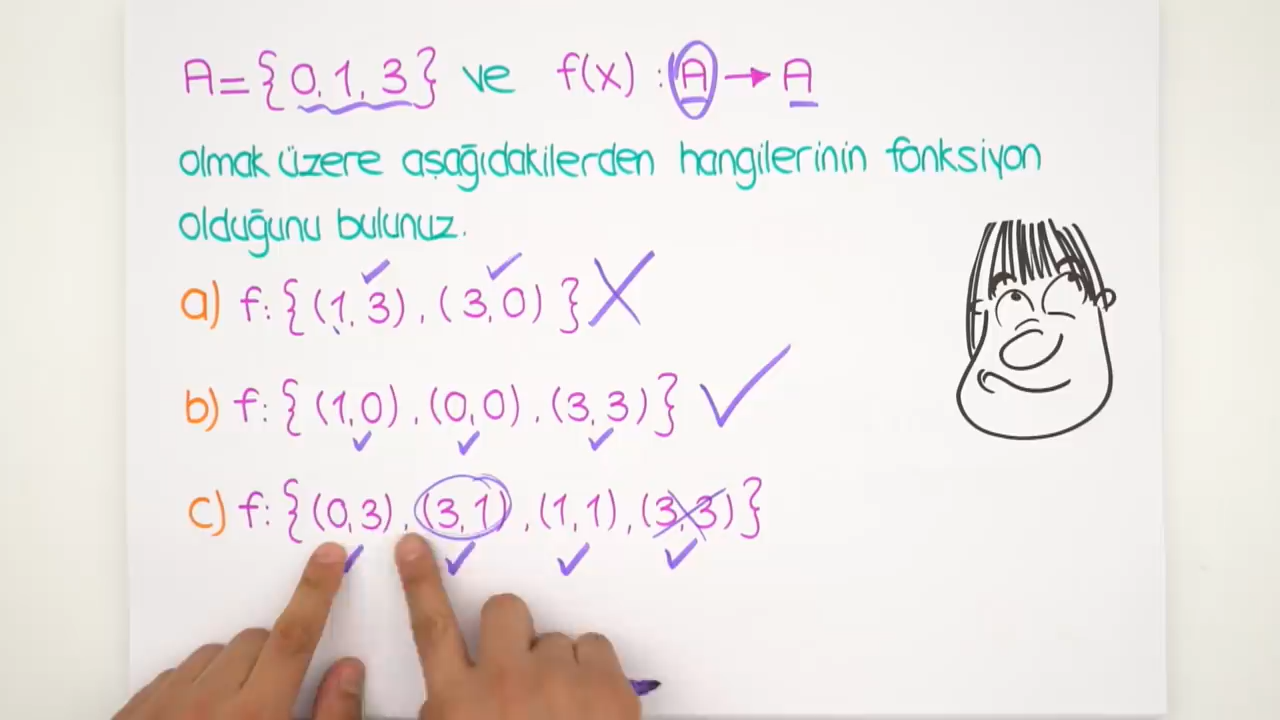 A={0,1,3} ve f(x) : A→A
olmak üzere aşağıdakilerden hangilerinin fonksiyon
olduğunu bulunuz.
a) f: {(1,3),(3,0)}
b) f: {(1,0),(0,0),(3,3)}
c) f: {(0,3),(3,1),(1,1),(3,3)}